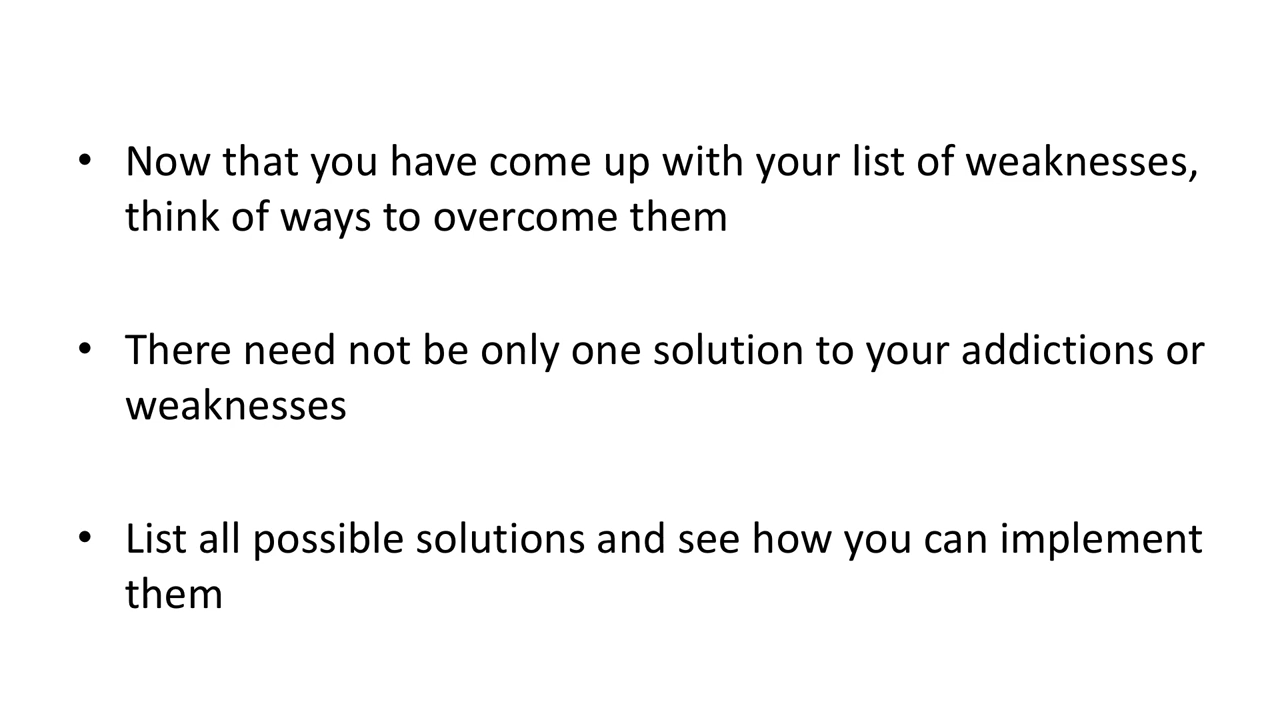 • Now that you have come up with your list of weaknesses,
think of ways to overcome them
• There need not be only one solution to your addictions or
weaknesses
• List all possible solutions and see how you can implement
them